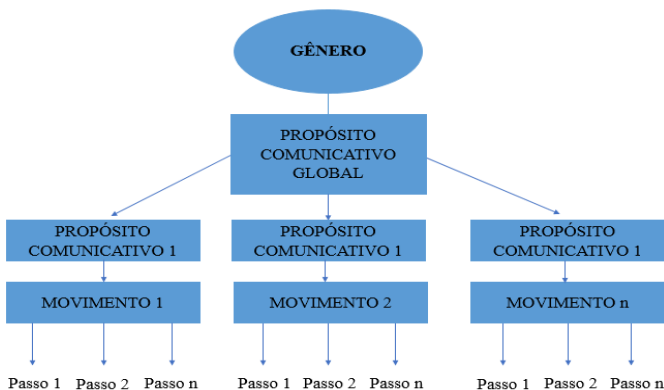 GÊNERO
PROPÓSITO
COMUNICATIVO
GLOBAL
PROPÓSITO
COMUNICATIVO 1
PROPÓSITO
COMUNICATIVO 1
PROPÓSITO
COMUNICATIVO 1
MOVIMENTO 1
MOVIMENTO 2
MOVIMENTO n
Passo 1 Passo 2 Passo n
Passo 1 Passo 2 Passo n
Passo 1 Passo 2 Passo n